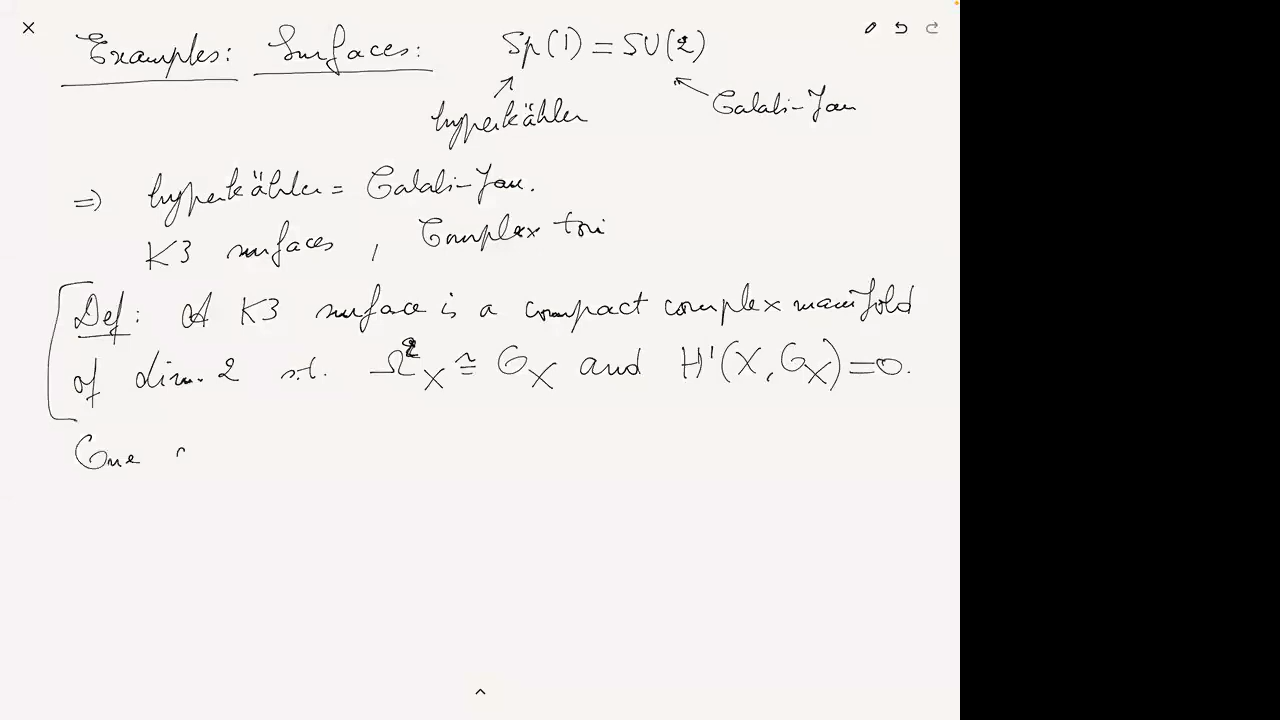 Examples: Surfaces: Sp(1) = SU(2)
hyperkähler Calabi-Yau
⇒ hyperkähler = Calabi-Yau.
K3 surfaces, Complex tori
Def: A K3 surface is a compact complex manifold
of dim. 2 s.t. Ω²_X ≅ O_X and H¹(X, O_X) = 0.
One